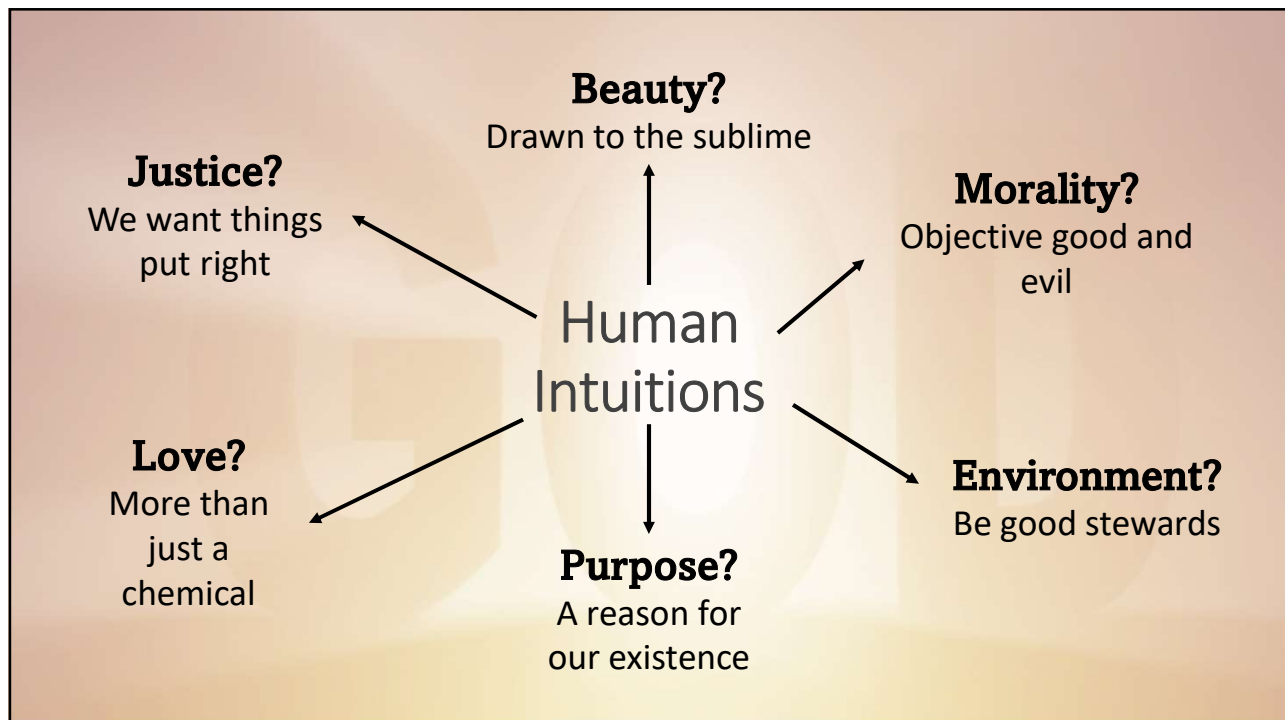 Beauty?
Drawn to the sublime
Justice?
We want things
put right
Morality?
Objective good and
evil
Human
Intuitions
Love?
More than
just a
chemical
Environment?
Be good stewards
Purpose?
A reason for
our existence
GOD